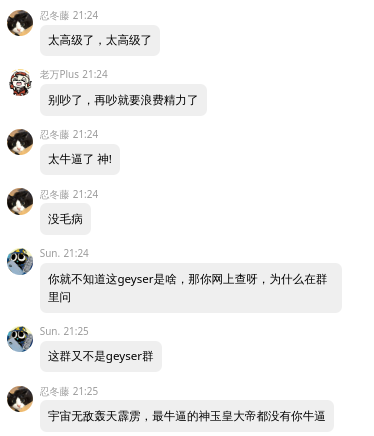 忍冬藤 21:24
太高级了，太高级了
老万Plus 21:24
别吵了，再吵就要浪费精力了
忍冬藤 21:24
太牛逼了 神!
忍冬藤 21:24
没毛病
Sun. 21:24
你就不知道这geyser是啥，那你网上查呀，为什么在群
里问
Sun. 21:25
这群又不是geyser群
忍冬藤 21:25
宇宙无敌轰天霹雳，最牛逼的神玉皇大帝都没有你牛逼